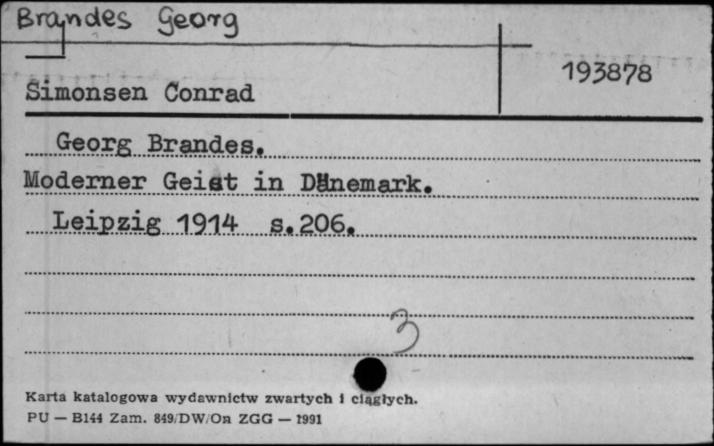 Brandes Georg
193878
Simonsen Conrad
Georg Brandes.
Moderner Geist in Dänemark.
Leipzig 1914 s.206.
3
Karta katalogowa wydawnictw zwartych i ciągłych.
PU — B144 Zam. 849/DW/On ZGG — 1991